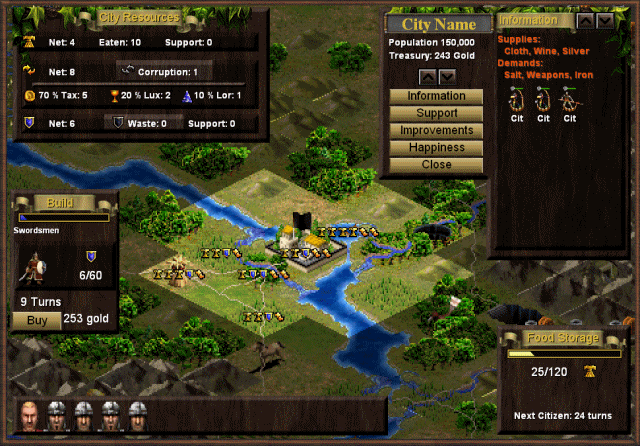 City Resources
Net: 4 Eaten: 10 Support: 0
Net: 8 Corruption: 1
70 % Tax: 5 20 % Lux: 2 10 % Lor: 1
Net: 6 Waste: 0 Support: 0
City Name
Population 150,000
Treasury: 243 Gold
Information
Support
Improvements
Happiness
Close
Information
Supplies:
Cloth, Wine, Silver
Demands:
Salt, Weapons, Iron
Cit Cit Cit
Build
Swordsmen
6/60
9 Turns
Buy 253 gold
Food Storage
25/120
Next Citizen: 24 turns